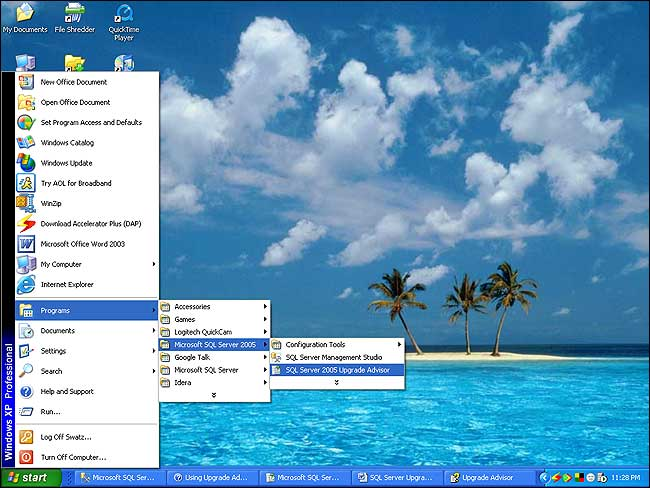 My Documents
File Shredder
QuickTime
Player
New Office Document
Open Office Document
Set Program Access and Defaults
Windows Catalog
Windows Update
Try AOL for Broadband
WinZip
Download Accelerator Plus (DAP)
Microsoft Office Word 2003
My Computer
Internet Explorer
Programs
Documents
Settings
Search
Help and Support
Run...
Log Off Swatz...
Turn Off Computer...
Windows XP Professional
Accessories
Games
Logitech QuickCam
Microsoft SQL Server 2005
Google Talk
Microsoft SQL Server
Idera
Configuration Tools
SQL Server Management Studio
SQL Server 2005 Upgrade Advisor
start
Microsoft SQL Ser...
Using Upgrade Ad...
Microsoft SQL Ser...
SQL Server Upgra...
Upgrade Advisor
11:28 PM